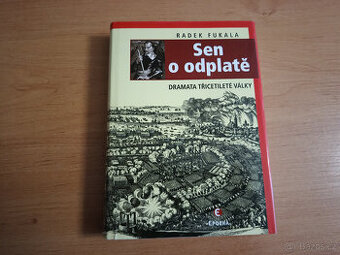 RADEK FUKALA
Sen
o odplatě
DRAMATA TŘICETILETÉ VÁLKY
E
EPOCHA